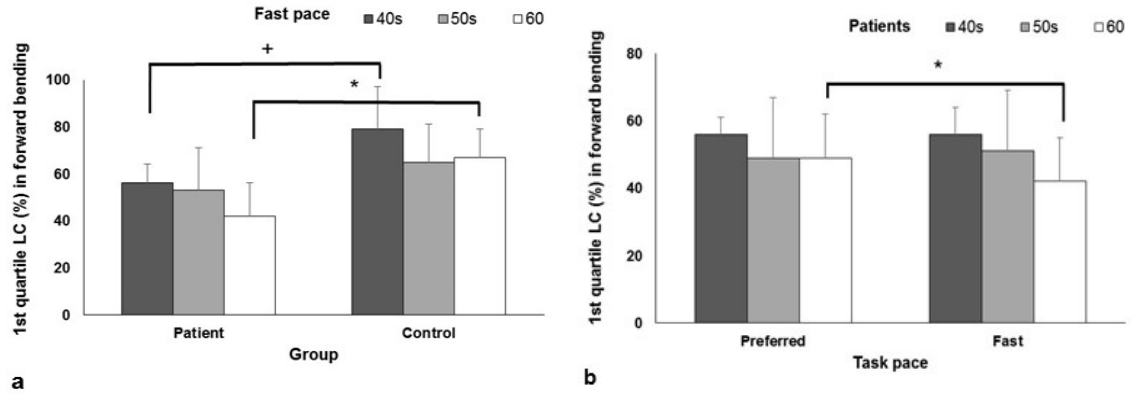 Fast pace 40s 50s 60
1st quartile LC (%) in forward bending
100
80
60
40
20
0
+
*
Patient Control
Group
a
Patients 40s 50s 60
1st quartile LC (%) in forward bending
80
60
40
20
0
*
Preferred Fast
Task pace
b